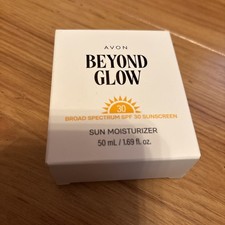 AVON
BEYOND
GLOW
30
BROAD SPECTRUM SPF 30 SUNSCREEN
SUN MOISTURIZER
50 mL / 1.69 fl. oz.